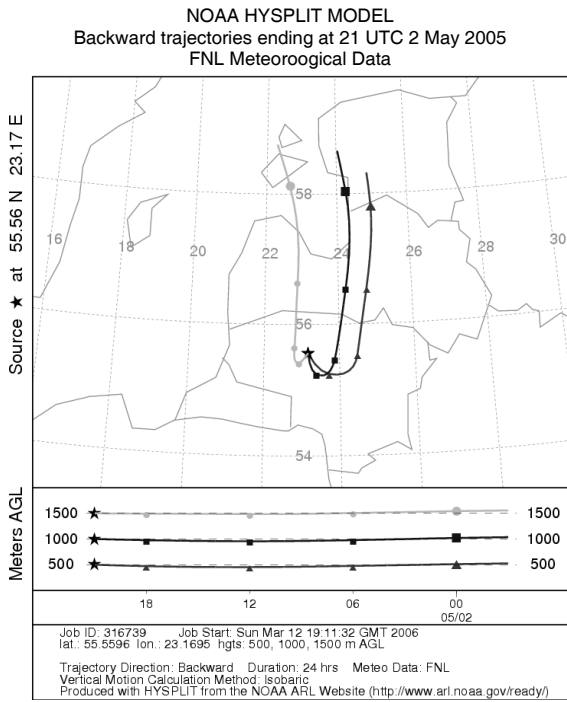 NOAA HYSPLIT MODEL
Backward trajectories ending at 21 UTC 2 May 2005
FNL Meteoroogical Data
Source ★ at 55.56 N 23.17 E
58
16
18
20
22
24
26
28
30
56
54
Meters AGL
1500 1500
1000 1000
500 500
18 12 06 00
05/02
Job ID: 316739 Job Start: Sun Mar 12 19:11:32 GMT 2006
lat.: 55.5596 lon.: 23.1695 hgts: 500, 1000, 1500 m AGL
Trajectory Direction: Backward Duration: 24 hrs Meteo Data: FNL
Vertical Motion Calculation Method: Isobaric
Produced with HYSPLIT from the NOAA ARL Website (http://www.arl.noaa.gov/ready/)